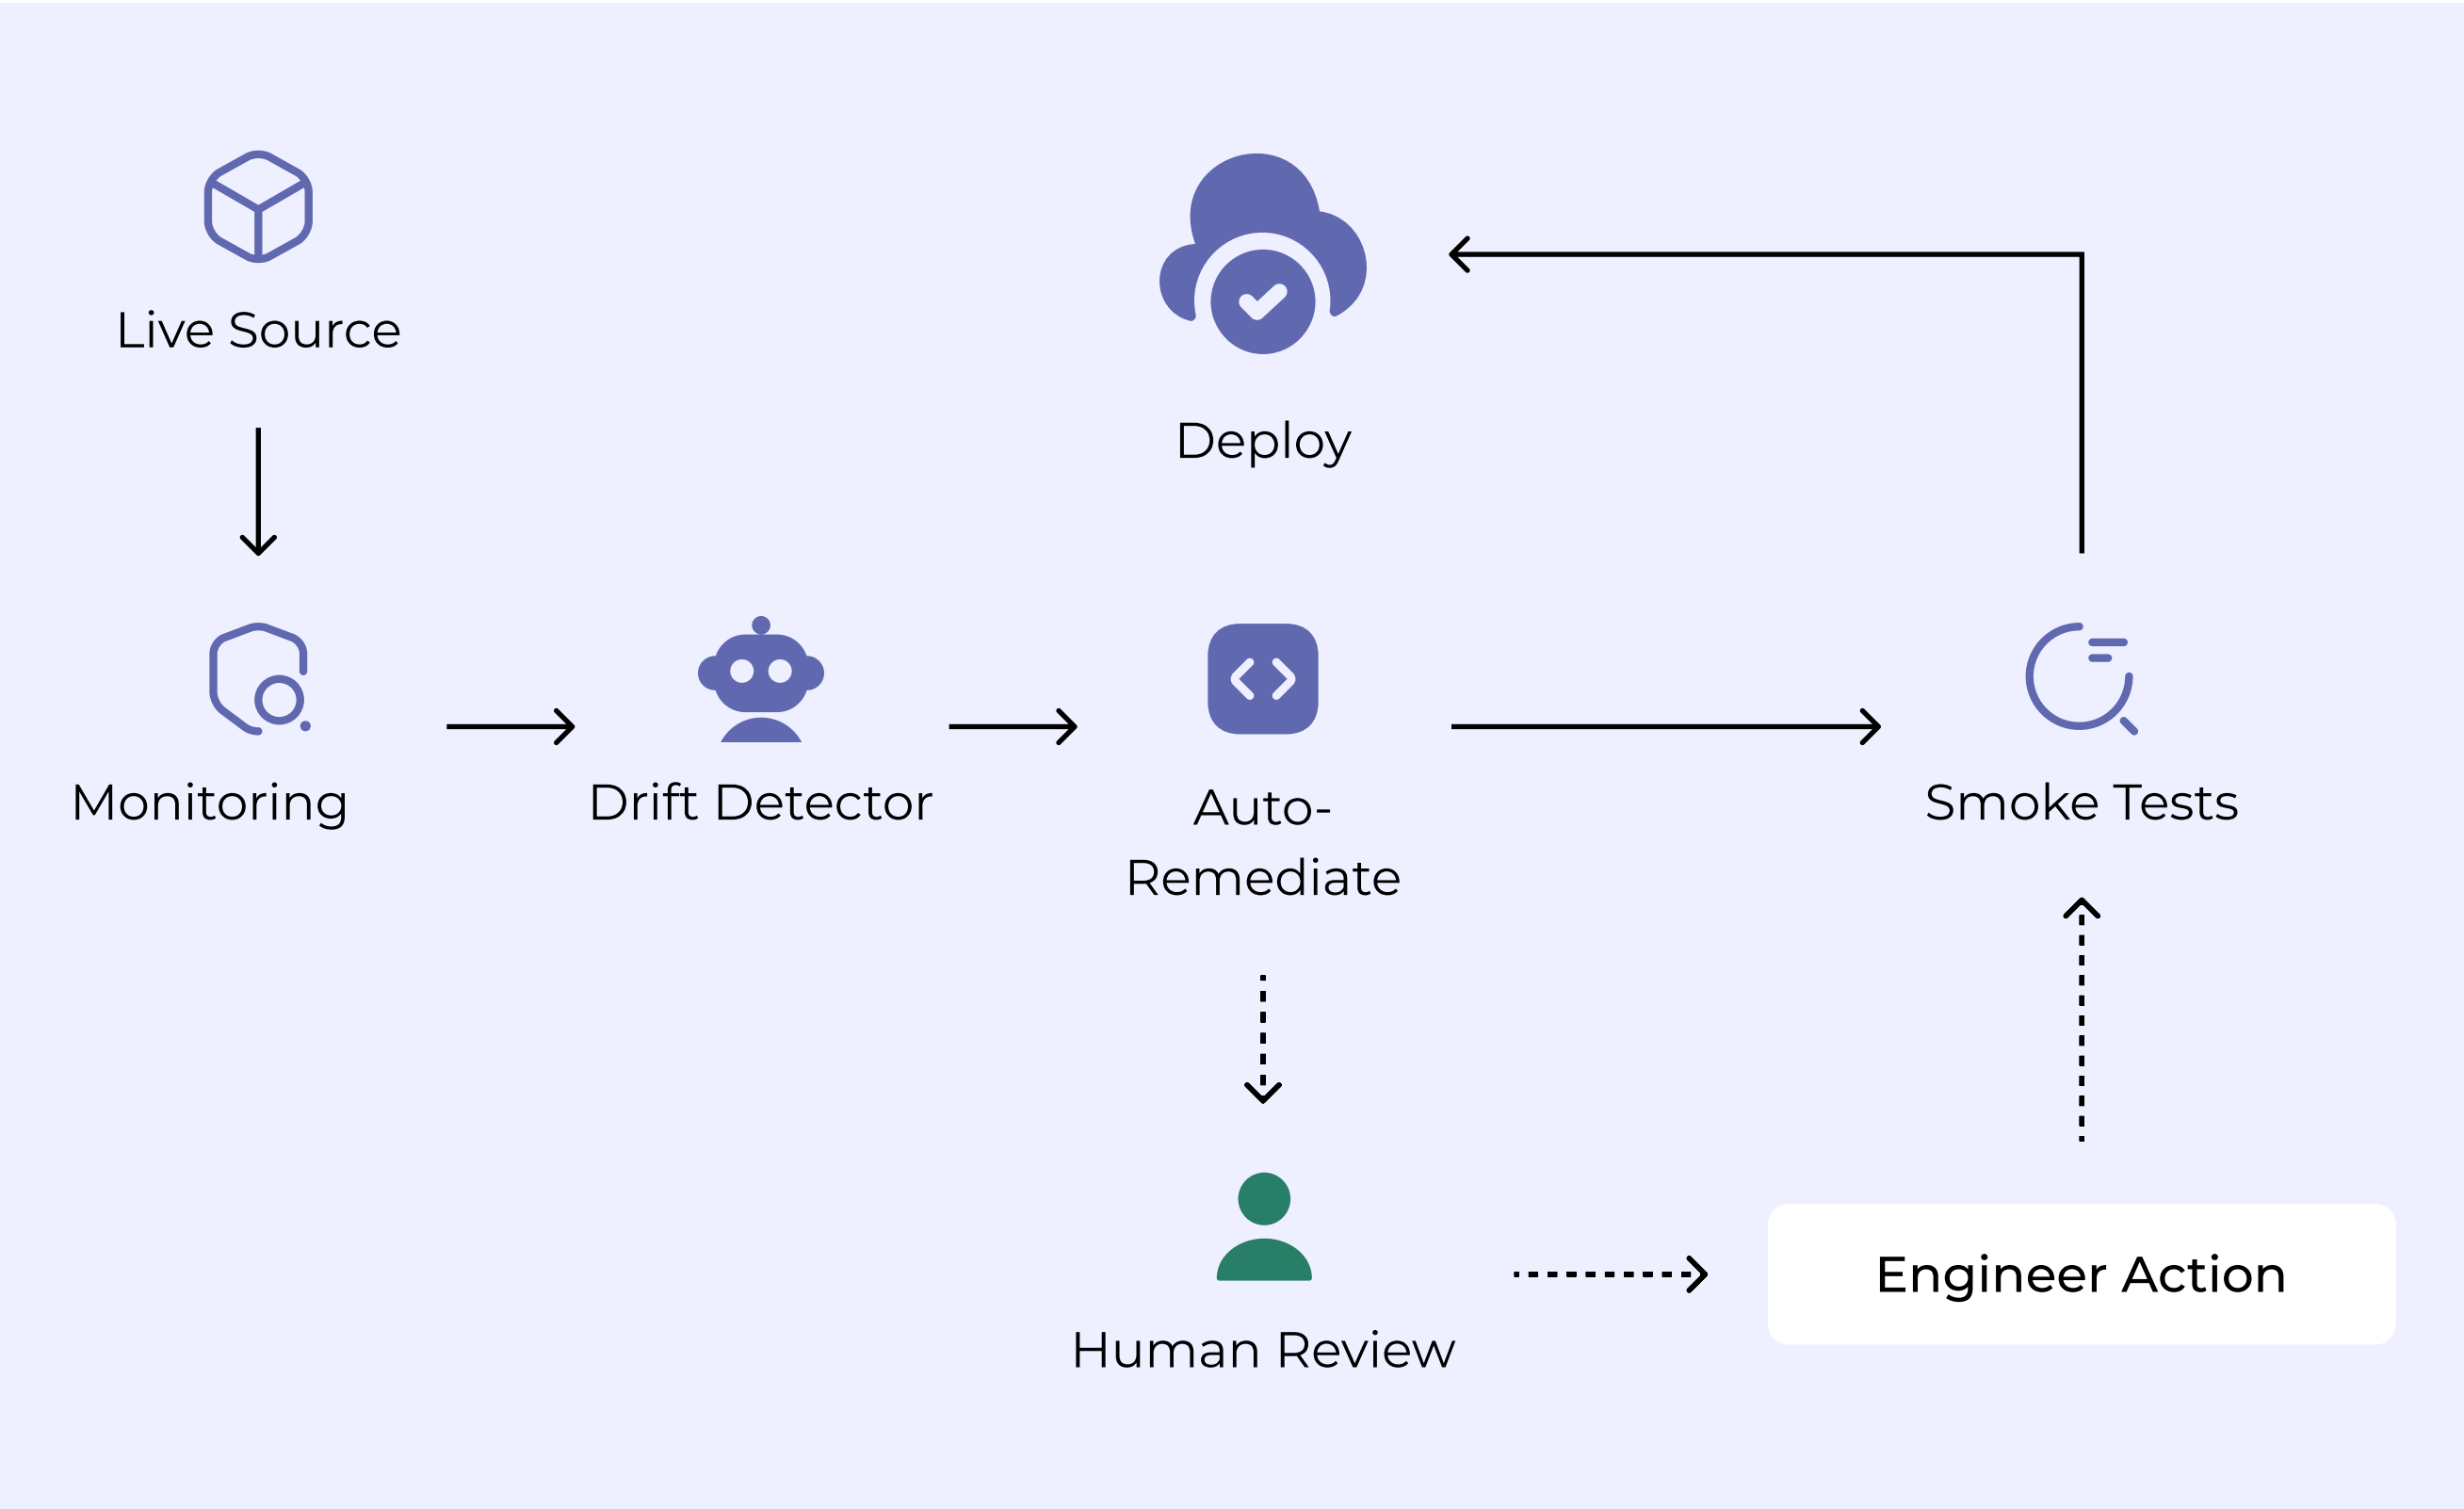 Live Source
Deploy
Monitoring
Drift Detector
Auto-
Remediate
Smoke Tests
Human Review
Engineer Action